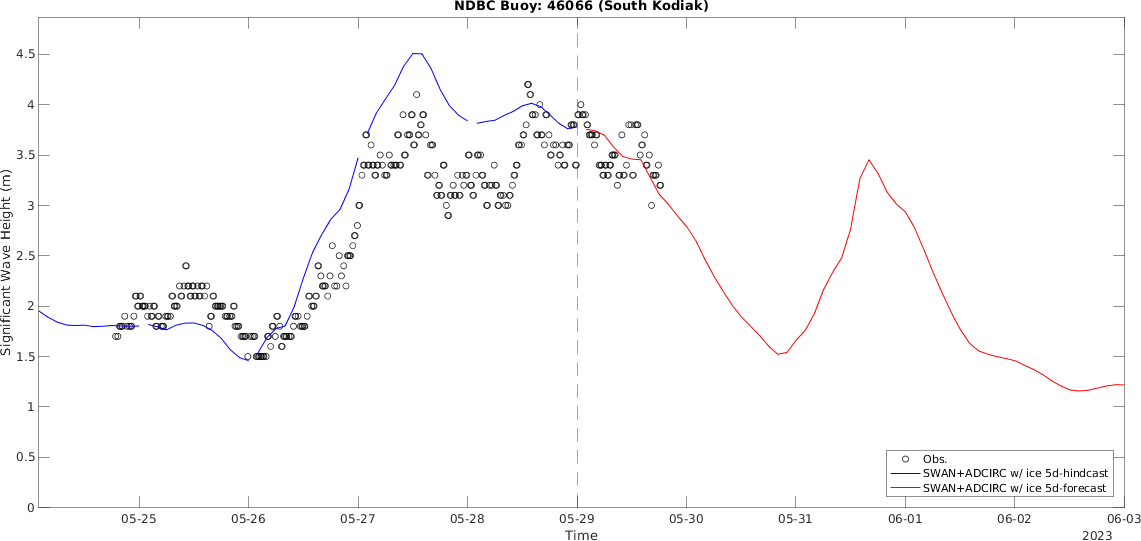 NDBC Buoy: 46066 (South Kodiak)
Significant Wave Height (m)
4.5
4
3.5
3
2.5
2
1.5
1
0.5
0
05-25 05-26 05-27 05-28 05-29 05-30 05-31 06-01 06-02 06-03
Time
2023
Obs.
SWAN+ADCIRC w/ ice 5d-hindcast
SWAN+ADCIRC w/ ice 5d-forecast